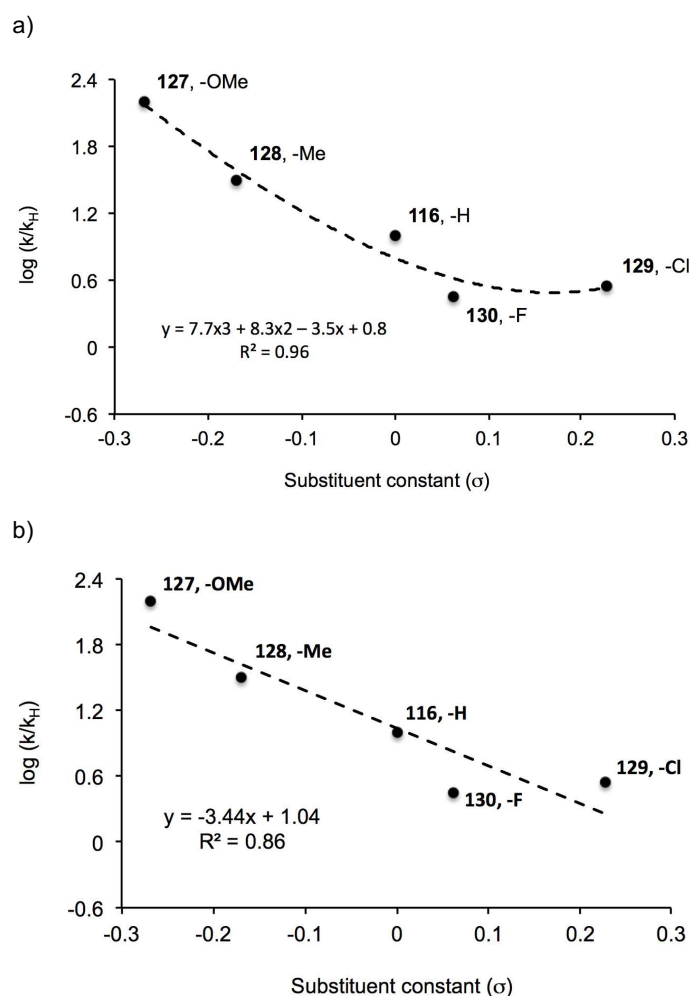 a)
2.4
127, -OMe
1.8
128, -Me
1.2
116, -H
129, -Cl
0.6
130, -F
y = 7.7x3 + 8.3x2 – 3.5x + 0.8
R² = 0.96
0
-0.6
-0.3 -0.2 -0.1 0 0.1 0.2 0.3
log (k/kH)
Substituent constant (σ)
b)
2.4
127, -OMe
1.8
128, -Me
1.2
116, -H
129, -Cl
0.6
130, -F
y = -3.44x + 1.04
R² = 0.86
0
-0.6
-0.3 -0.2 -0.1 0 0.1 0.2 0.3
log (k/kH)
Substituent constant (σ)